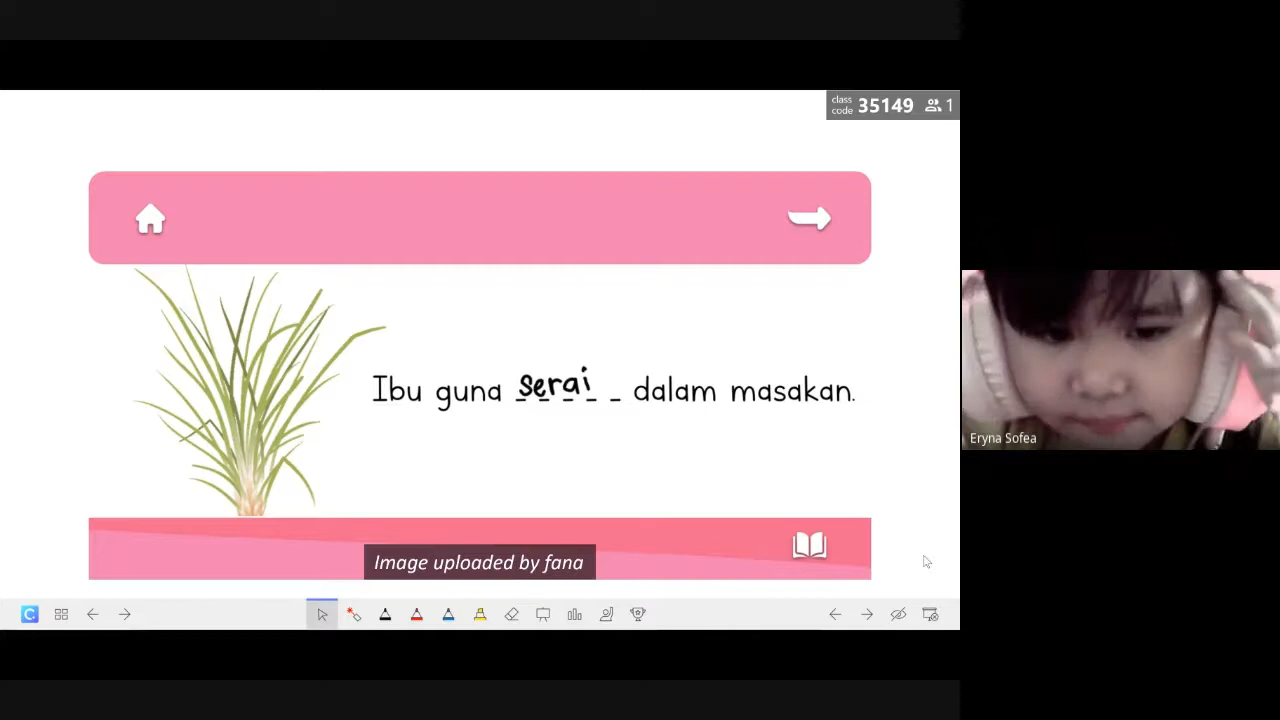 class
code 35149 1
Ibu guna serai dalam masakan.
Eryna Sofea
Image uploaded by fana